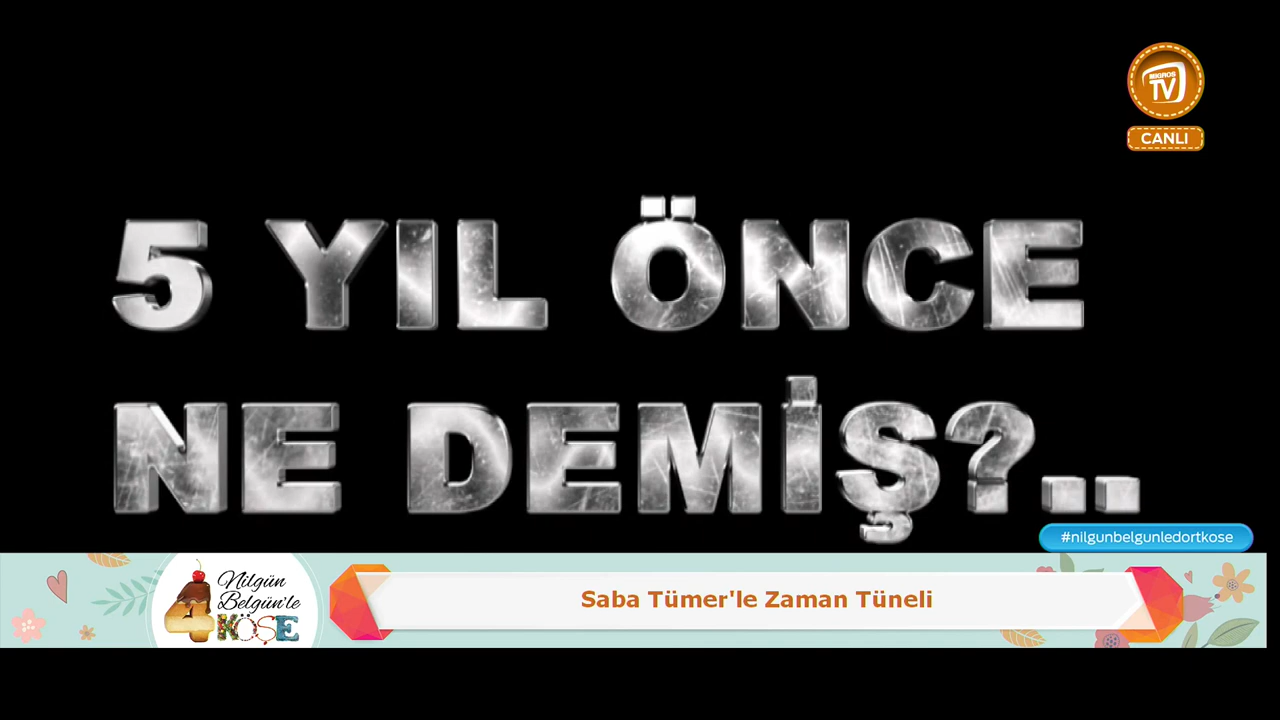 MIGROS
TV
CANLI
5 YIL ÖNCE
NE DEMİŞ?..
#nilgunbelgunledortkose
4
Nilgün
Belgün'le
KÖŞE
Saba Tümer'le Zaman Tüneli